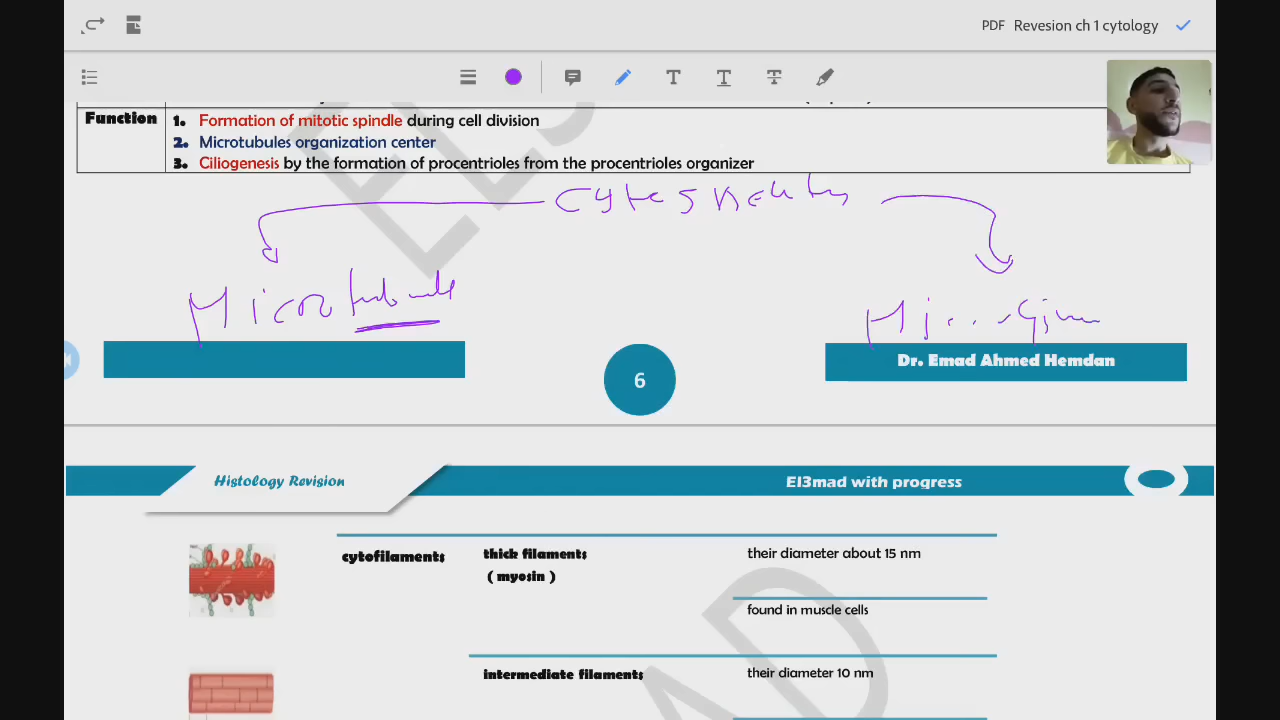 PDF Revesion ch 1 cytology
Function
1. Formation of mitotic spindle during cell division
2. Microtubules organization center
3. Ciliogenesis by the formation of procentrioles from the procentrioles organizer
Microtubule
6
Dr. Emad Ahmed Hemdan
Histology Revision
El3mad with progress
cytofilaments
thick filaments
( myosin )
their diameter about 15 nm
found in muscle cells
intermediate filaments
their diameter 10 nm